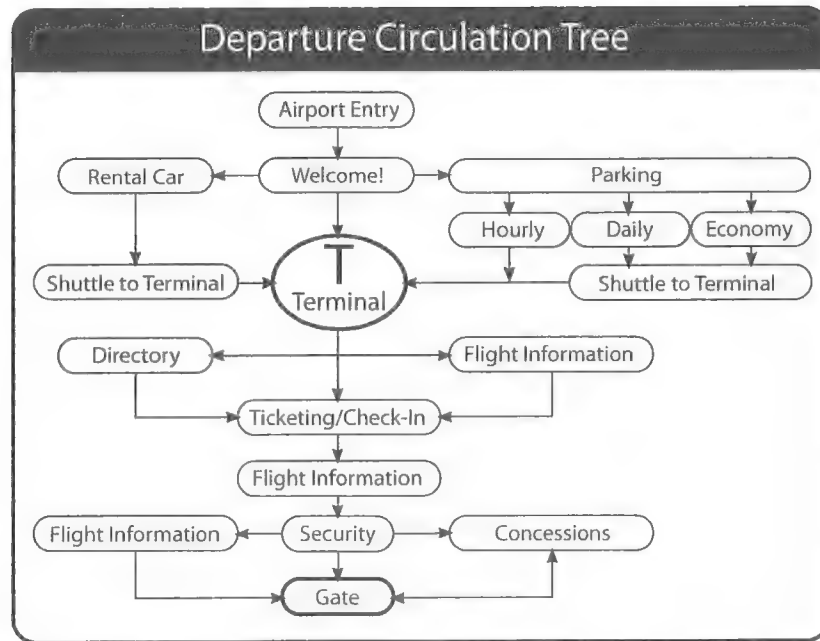 Departure Circulation Tree
Airport Entry
Rental Car
Welcome!
Parking
Hourly
Daily
Economy
T
Terminal
Shuttle to Terminal
Shuttle to Terminal
Directory
Flight Information
Ticketing/Check-In
Flight Information
Flight Information
Security
Concessions
Gate